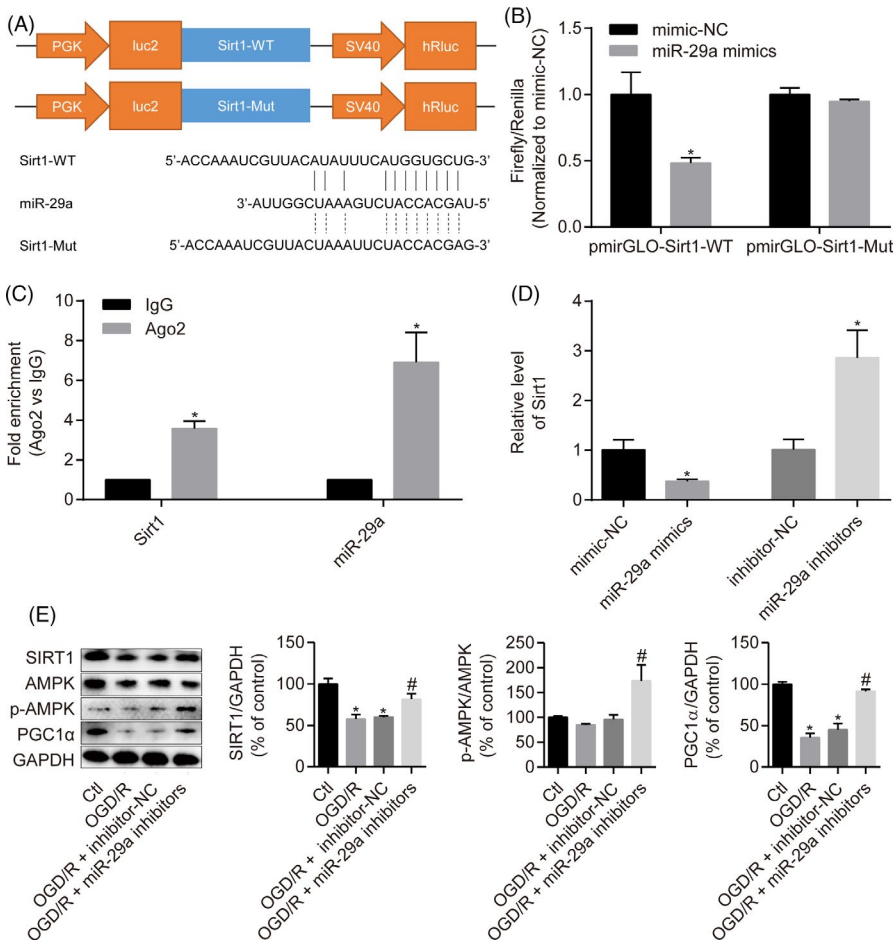 (A)
PGK luc2 Sirt1-WT SV40 hRluc
PGK luc2 Sirt1-Mut SV40 hRluc
Sirt1-WT 5'-ACCAAAUCGUUACAUAUUUCAUGGUGCUG-3'
miR-29a 3'-AUUGGCUAAAGUCUACCACGAU-5'
Sirt1-Mut 5'-ACCAAAUCGUUACUAAAUUCUACCACGAG-3'
(B)
mimic-NC
miR-29a mimics
Firefly/Renilla
(Normalized to mimic-NC)
1.5
1.0
0.5
0.0
*
pmirGLO-Sirt1-WT pmirGLO-Sirt1-Mut
(C)
IgG
Ago2
Fold enrichment
(Ago2 vs IgG)
10
8
6
4
2
0
* *
Sirt1 miR-29a
(D)
Relative level
of Sirt1
4
3
2
1
0
* *
mimic-NC
miR-29a mimics
inhibitor-NC
miR-29a inhibitors
(E)
SIRT1
AMPK
p-AMPK
PGC1α
GAPDH
Ctl
OGD/R
OGD/R + inhibitor-NC
OGD/R + miR-29a inhibitors
SIRT1/GAPDH
(% of control)
150
100
50
0
* * #
Ctl
OGD/R
OGD/R + inhibitor-NC
OGD/R + miR-29a inhibitors
p-AMPK/AMPK
(% of control)
250
200
150
100
50
0
#
Ctl
OGD/R
OGD/R + inhibitor-NC
OGD/R + miR-29a inhibitors
PGC1α/GAPDH
(% of control)
150
100
50
0
* * #
Ctl
OGD/R
OGD/R + inhibitor-NC
OGD/R + miR-29a inhibitors